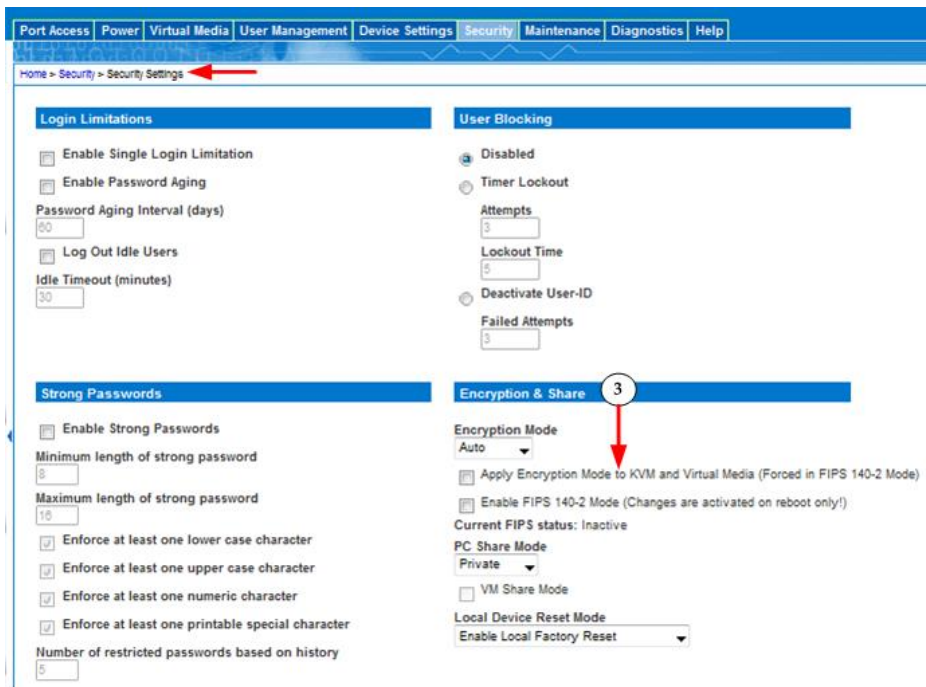 Port Access Power Virtual Media User Management Device Settings Security Maintenance Diagnostics Help
Home > Security > Security Settings
Login Limitations
Enable Single Login Limitation
Enable Password Aging
Password Aging Interval (days)
60
Log Out Idle Users
Idle Timeout (minutes)
30
User Blocking
Disabled
Timer Lockout
Attempts
3
Lockout Time
5
Deactivate User-ID
Failed Attempts
3
Strong Passwords
Enable Strong Passwords
Minimum length of strong password
8
Maximum length of strong password
16
Enforce at least one lower case character
Enforce at least one upper case character
Enforce at least one numeric character
Enforce at least one printable special character
Number of restricted passwords based on history
5
Encryption & Share
3
Encryption Mode
Auto
Apply Encryption Mode to KVM and Virtual Media (Forced in FIPS 140-2 Mode)
Enable FIPS 140-2 Mode (Changes are activated on reboot only!)
Current FIPS status: Inactive
PC Share Mode
Private
VM Share Mode
Local Device Reset Mode
Enable Local Factory Reset